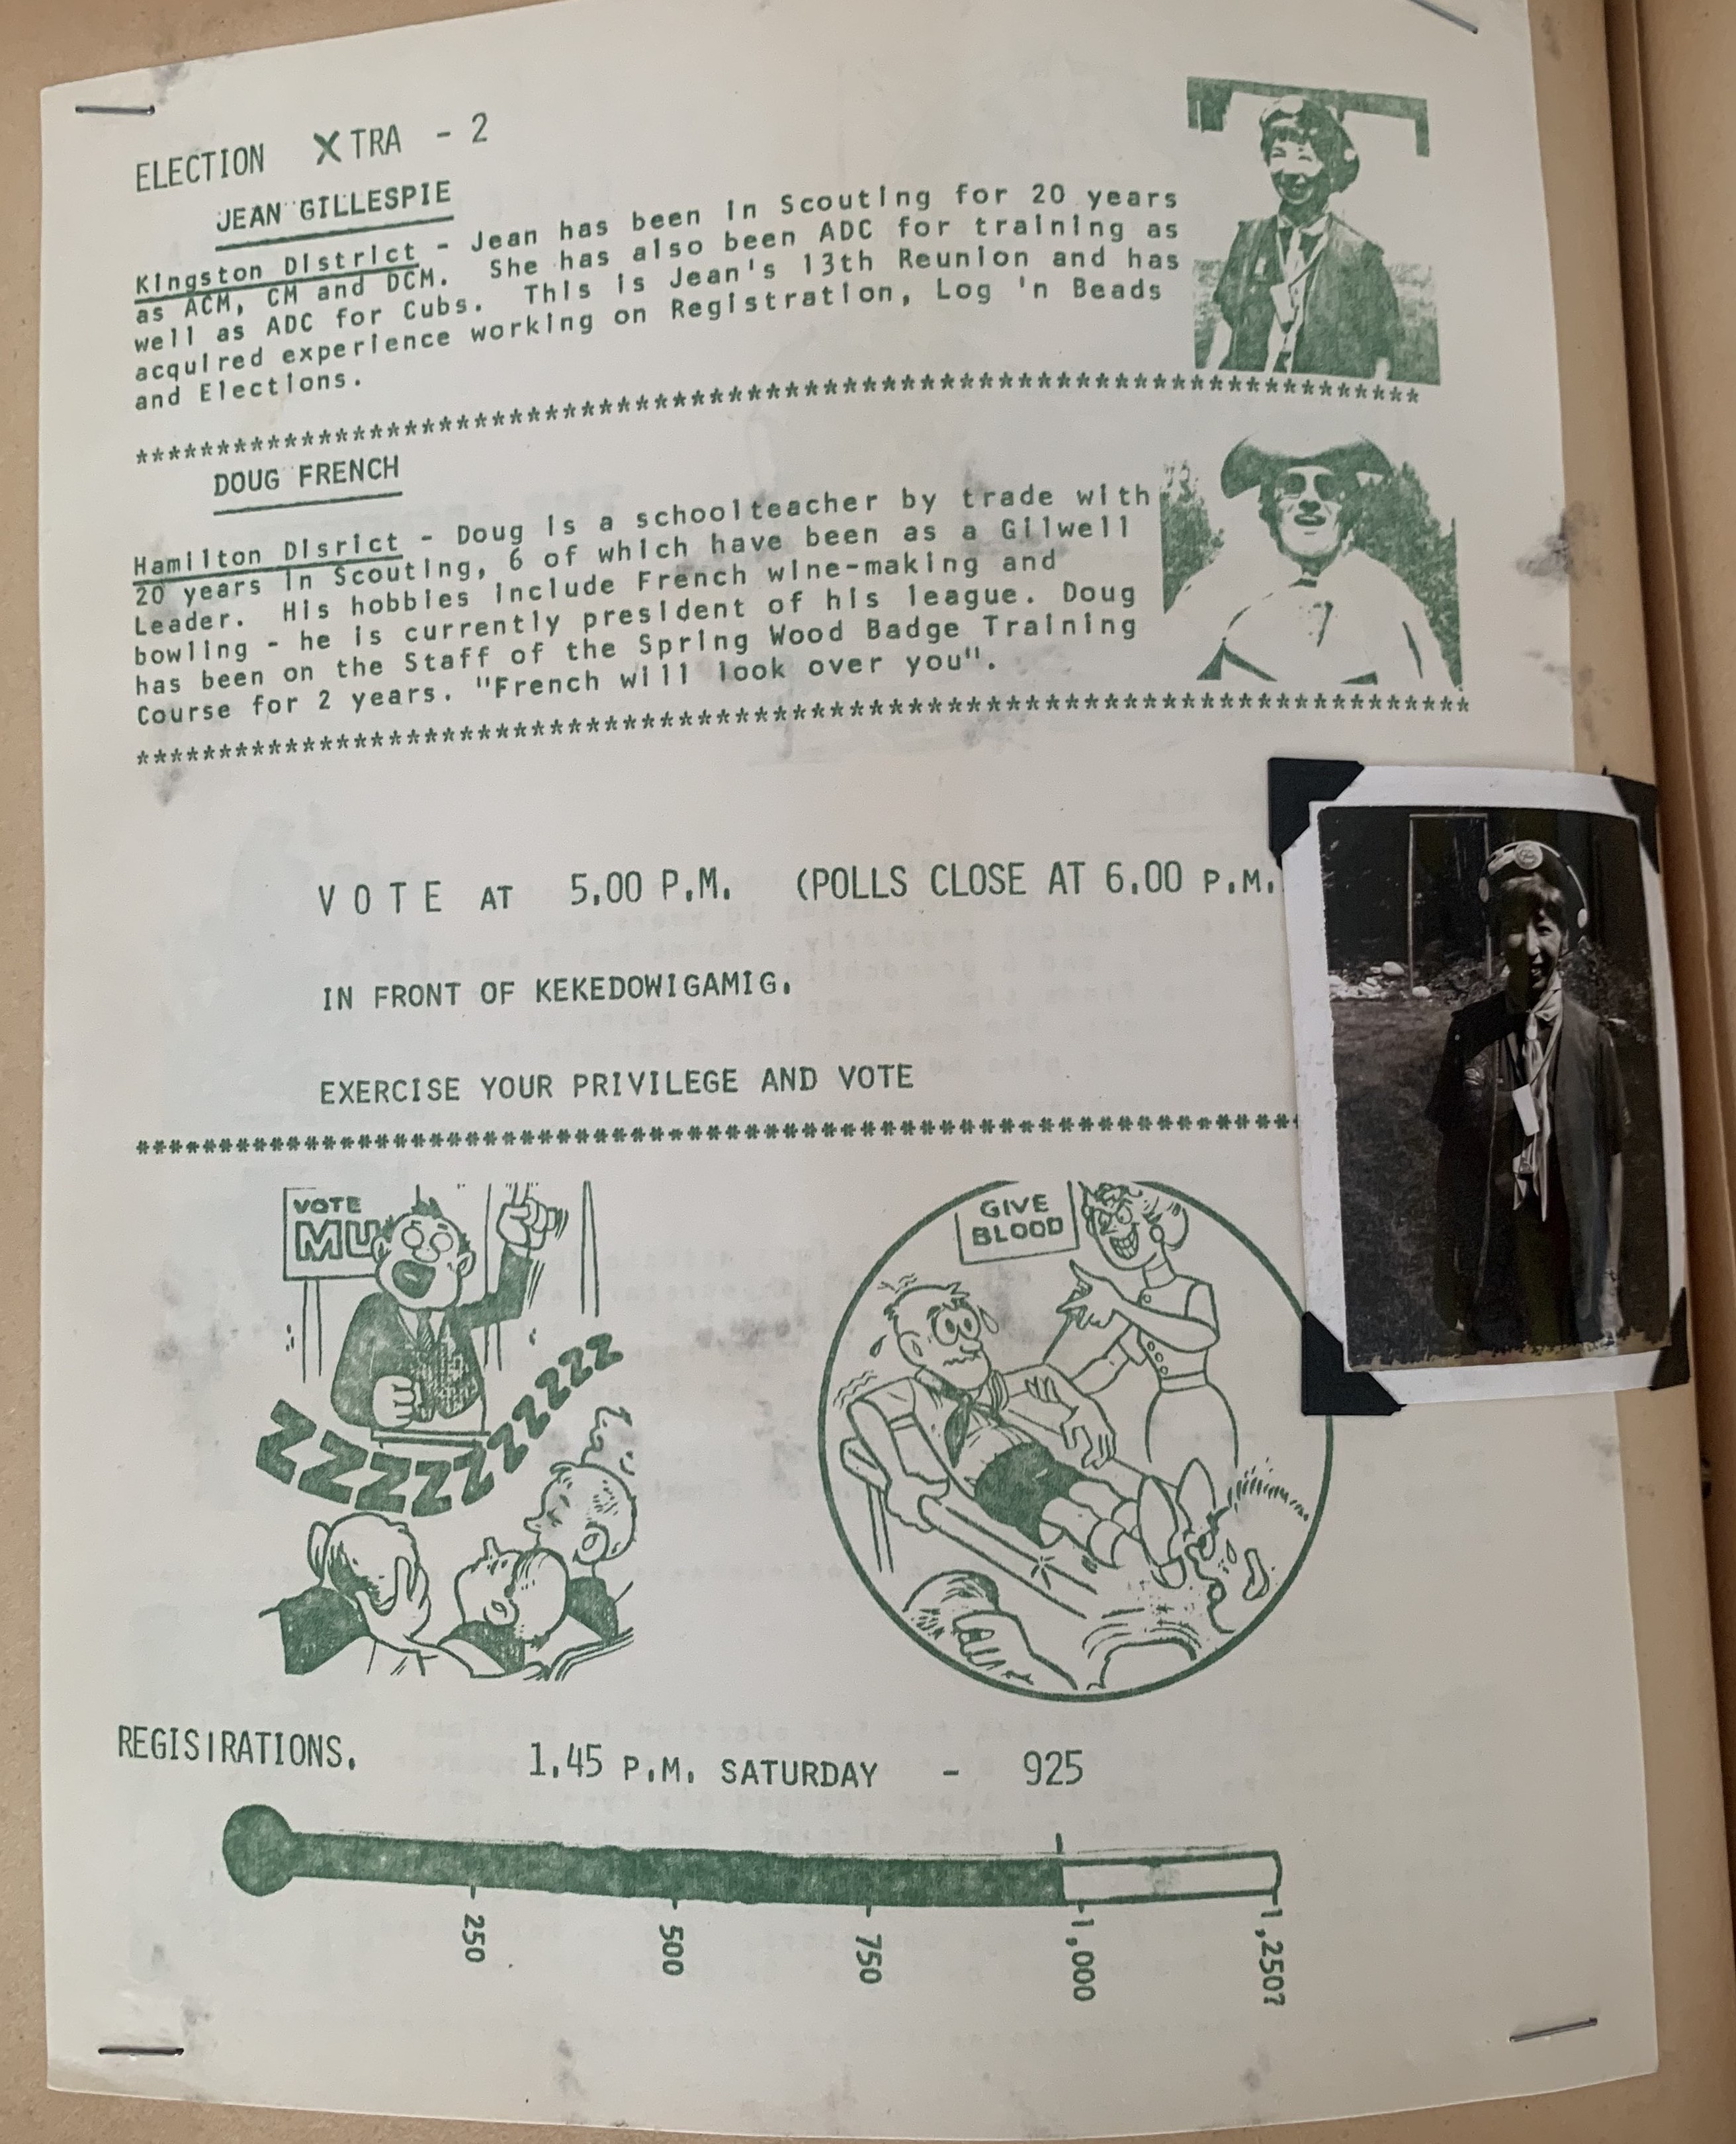 ELECTION XTRA - 2
JEAN GILLESPIE
Kingston District - Jean has been in Scouting for 20 years
as ACM, CM and DCM. She has also been ADC for training as
well as ADC for Cubs. This is Jean's 13th Reunion and has
acquired experience working on Registration, Log 'n Beads
and Elections.
************************************************************************************
DOUG FRENCH
Hamilton Disrict - Doug is a schoolteacher by trade with
20 years in Scouting, 6 of which have been as a Gilwell
Leader. His hobbies include French wine-making and
bowling - he is currently president of his league. Doug
has been on the Staff of the Spring Wood Badge Training
Course for 2 years. "French will look over you".
************************************************************************************
VOTE AT 5.00 P.M. (POLLS CLOSE AT 6.00 P.M.
IN FRONT OF KEKEDOWIGAMIG.
EXERCISE YOUR PRIVILEGE AND VOTE
************************************************************************
VOTE
MU
ZZZZZZZZZZZ
GIVE
BLOOD
REGISTRATIONS. 1.45 P.M. SATURDAY - 925
250
500
750
1,000
1,250?